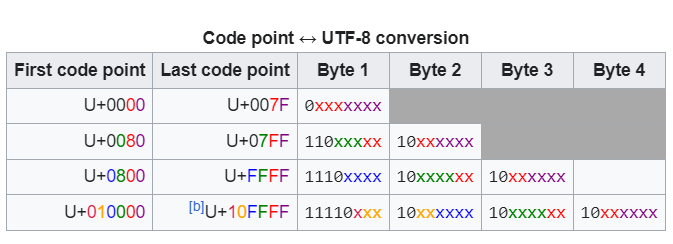 Code point ↔ UTF-8 conversion
First code point Last code point Byte 1 Byte 2 Byte 3 Byte 4
U+0000 U+007F 0xxxxxxx
U+0080 U+07FF 110xxxxx 10xxxxxx
U+0800 U+FFFF 1110xxxx 10xxxxxx 10xxxxxx
U+010000 [b]U+10FFFF 11110xxx 10xxxxxx 10xxxxxx 10xxxxxx